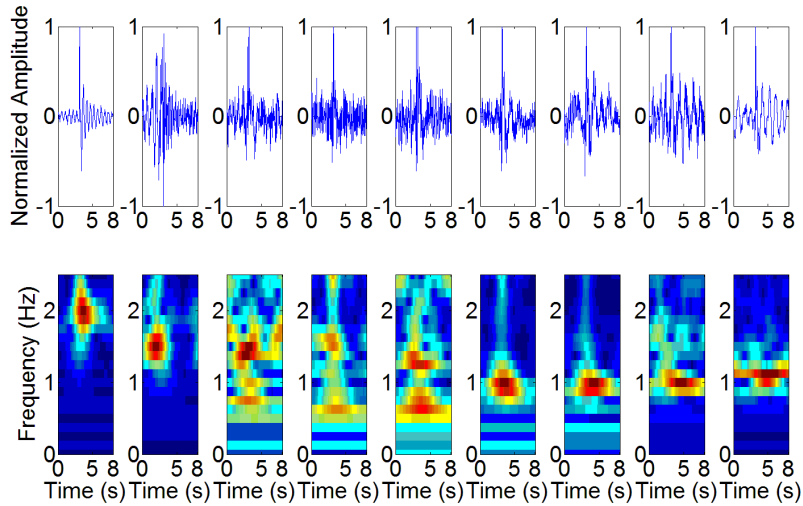 Normalized Amplitude
1 1 1 1 1 1 1 1 1
0 0 0 0 0 0 0 0 0
-1 -1 -1 -1 -1 -1 -1 -1 -1
0 5 8 0 5 8 0 5 8 0 5 8 0 5 8 0 5 8 0 5 8 0 5 8 0 5 8
Frequency (Hz)
2 2 2 2 2 2 2 2 2
1 1 1 1 1 1 1 1 1
0 0 0 0 0 0 0 0 0
0 5 8 0 5 8 0 5 8 0 5 8 0 5 8 0 5 8 0 5 8 0 5 8 0 5 8
Time (s) Time (s) Time (s) Time (s) Time (s) Time (s) Time (s) Time (s) Time (s)